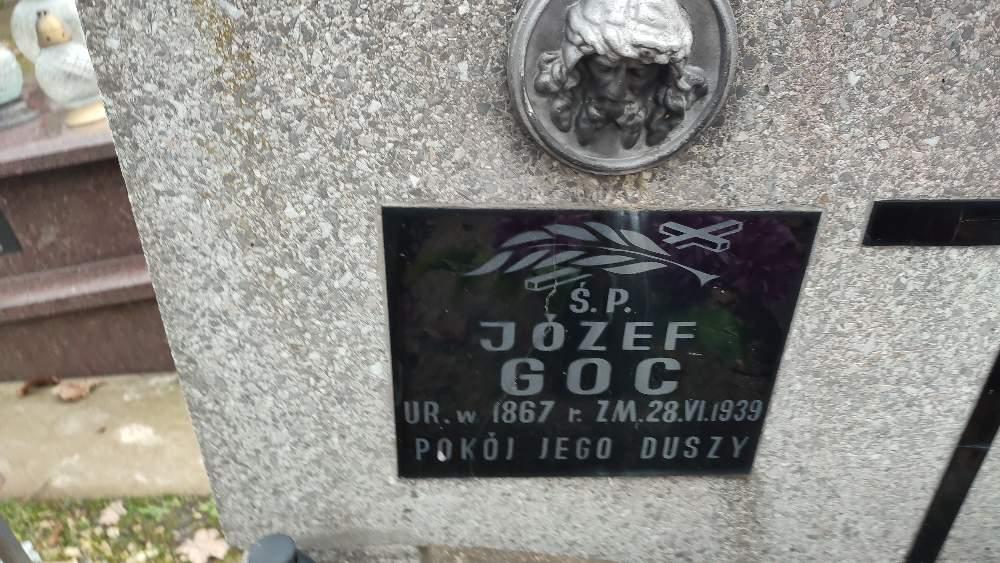 Ś.P.
JÓZEF
GOC
UR. w 1867 r. ZM. 28.VI.1939
POKÓJ JEGO DUSZY